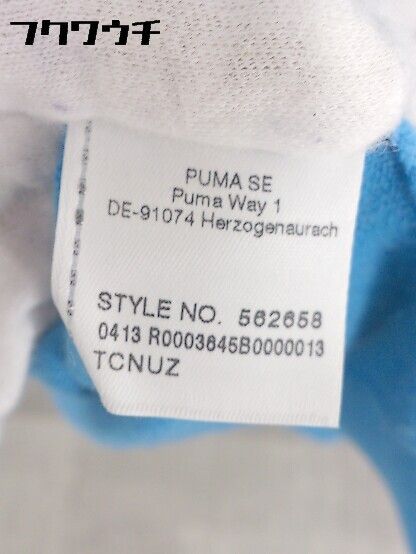 フクワウチ
PUMA SE
Puma Way 1
DE-91074 Herzogenaurach
STYLE NO. 562658
0413 R0003645B0000013
TCNUZ